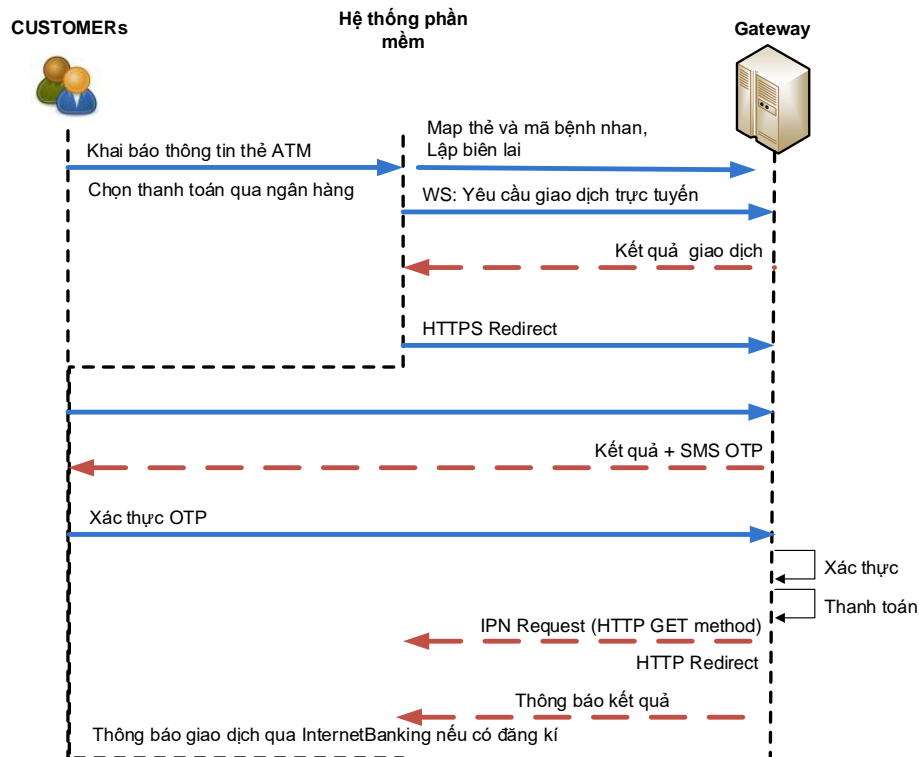 CUSTOMERs
Hệ thống phần
mềm
Gateway
Khai báo thông tin thẻ ATM
Chọn thanh toán qua ngân hàng
Map thẻ và mã bệnh nhan,
Lập biên lai
WS: Yêu cầu giao dịch trực tuyến
Kết quả giao dịch
HTTPS Redirect
Kết quả + SMS OTP
Xác thực OTP
Xác thực
Thanh toán
IPN Request (HTTP GET method)
HTTP Redirect
Thông báo kết quả
Thông báo giao dịch qua InternetBanking nếu có đăng kí